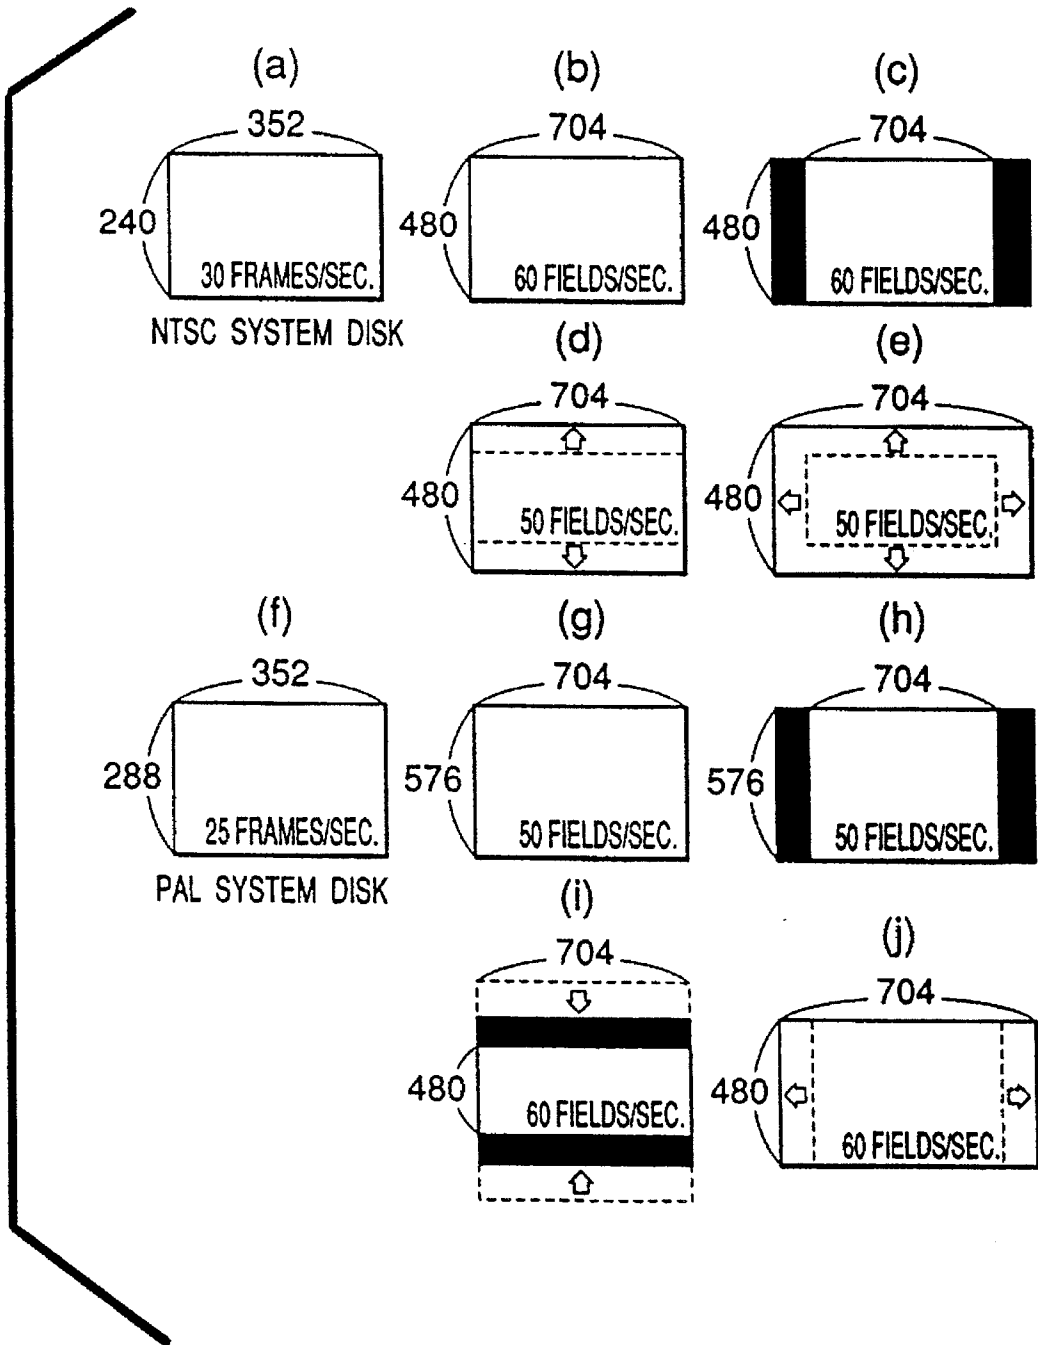 (a) (b) (c)
352 704 704
240 480 480
30 FRAMES/SEC. 60 FIELDS/SEC. 60 FIELDS/SEC.
NTSC SYSTEM DISK
(d) (e)
704 704
480 480
50 FIELDS/SEC. 50 FIELDS/SEC.
(f) (g) (h)
352 704 704
288 576 576
25 FRAMES/SEC. 50 FIELDS/SEC. 50 FIELDS/SEC.
PAL SYSTEM DISK
(i) (j)
704 704
480 480
60 FIELDS/SEC. 60 FIELDS/SEC.